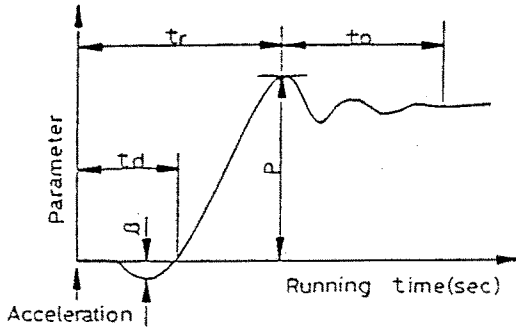 tr
to
Parameter
td
P
B
Running time(sec)
Acceleration